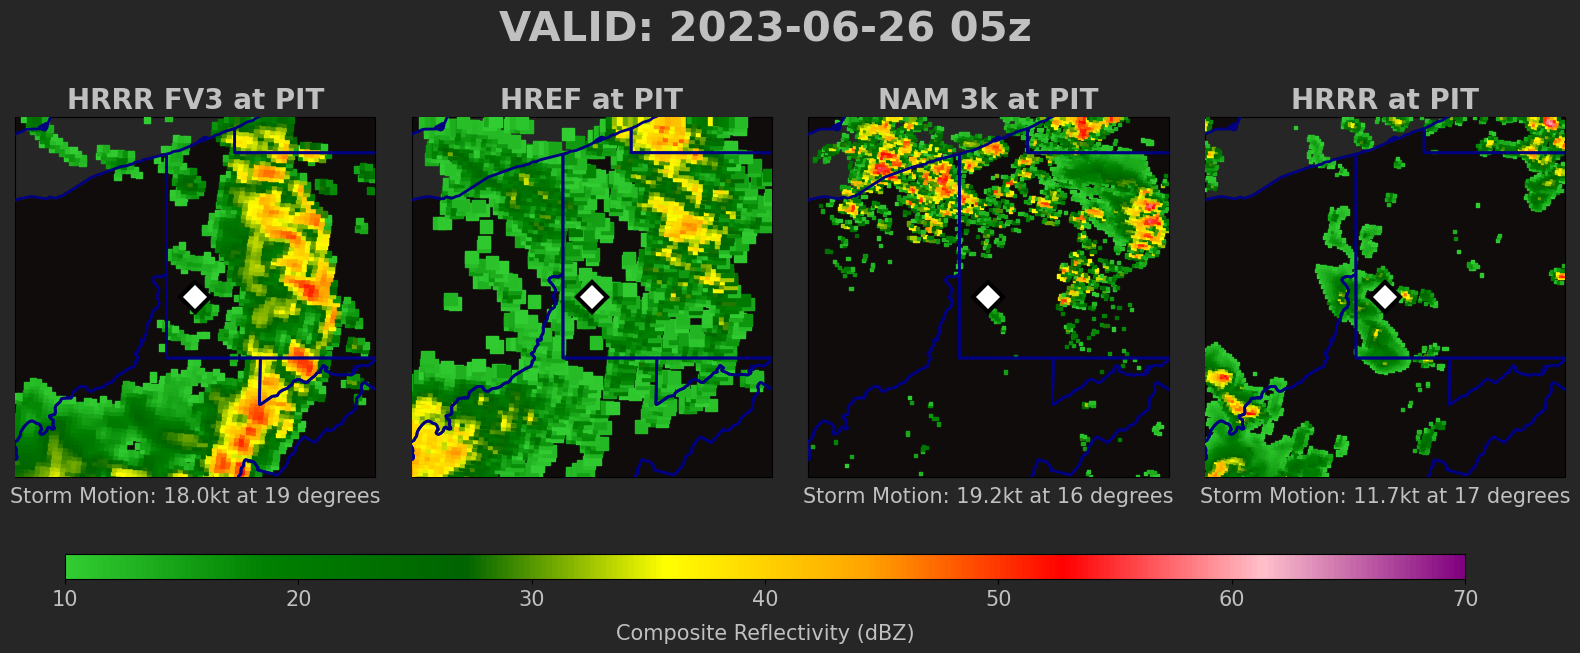 VALID: 2023-06-26 05z
HRRR FV3 at PIT
HREF at PIT
NAM 3k at PIT
HRRR at PIT
Storm Motion: 18.0kt at 19 degrees
Storm Motion: 19.2kt at 16 degrees
Storm Motion: 11.7kt at 17 degrees
10 20 30 40 50 60 70
Composite Reflectivity (dBZ)